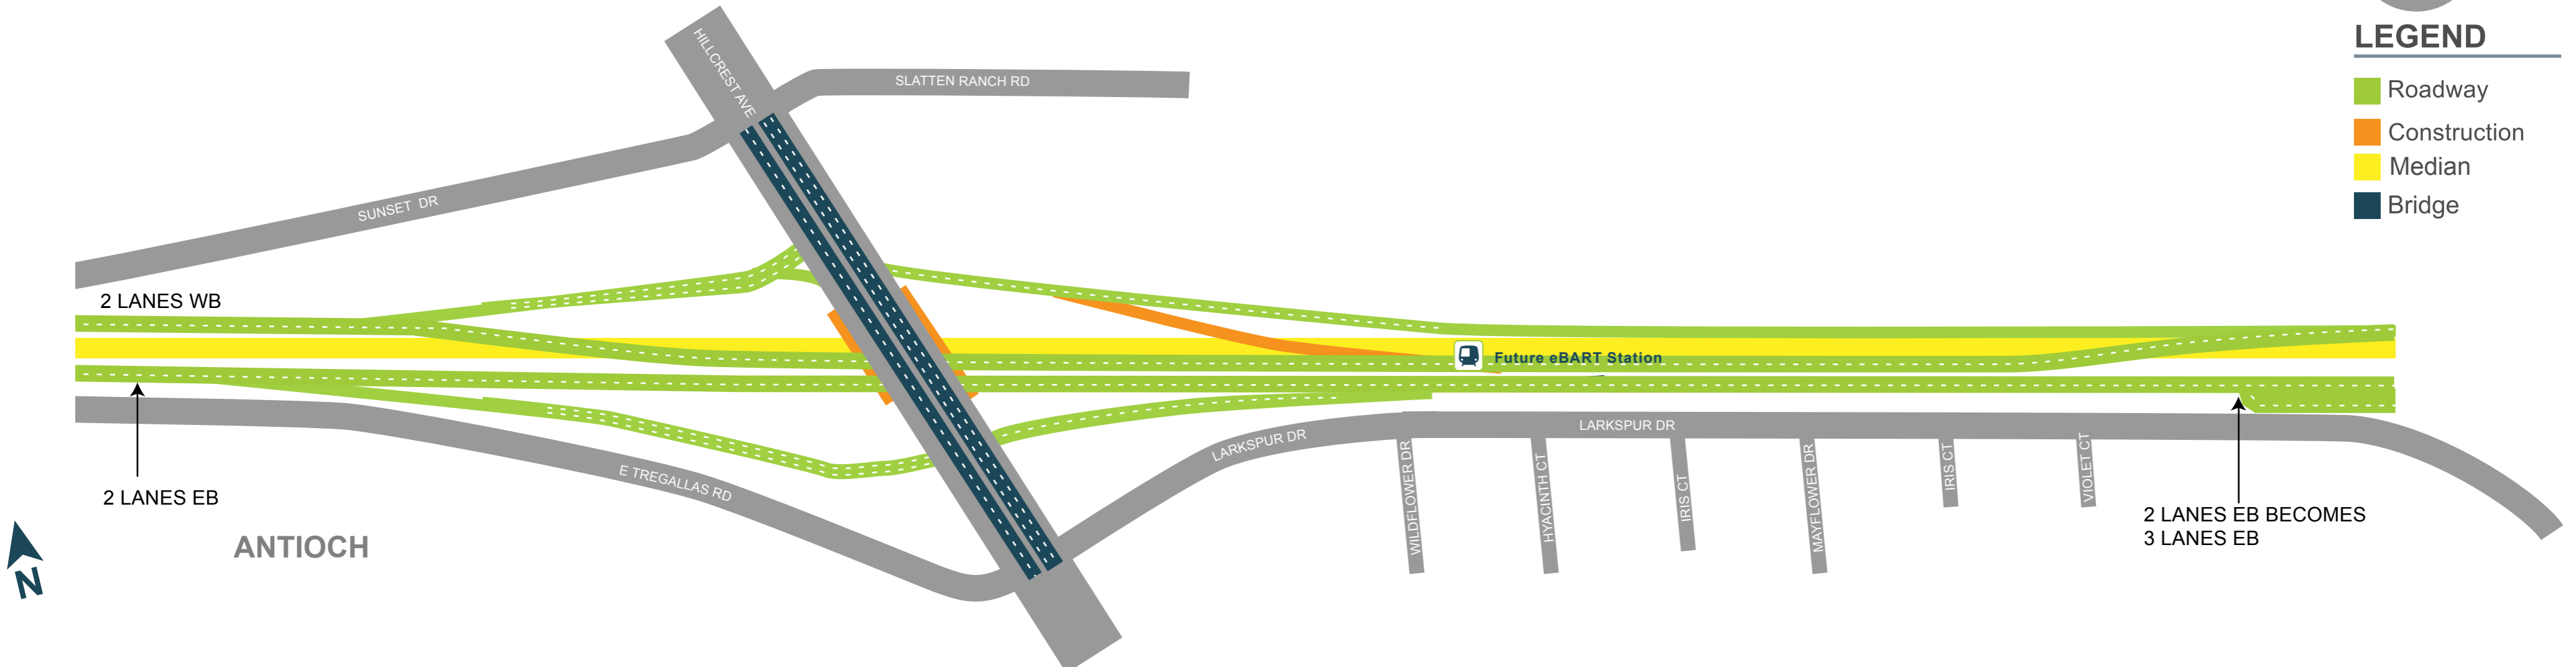 LEGEND
Roadway
Construction
Median
Bridge
HILLCREST AVE
SLATTEN RANCH RD
SUNSET DR
2 LANES WB
Future eBART Station
LARKSPUR DR
LARKSPUR DR
E TREGALLAS RD
WILDFLOWER DR
HYACINTH CT
IRIS CT
MAYFLOWER DR
IRIS CT
VIOLET CT
2 LANES EB
2 LANES EB BECOMES
3 LANES EB
ANTIOCH
N